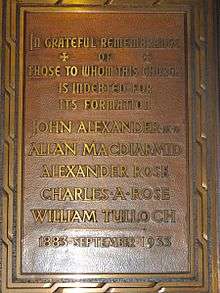 IN GRATEFUL REMEMBRANCE
OF
THOSE TO WHOM THIS CHURCH
IS INDEBTED FOR
ITS FORMATION
JOHN ALEXANDER
ALLAN MACDIARMID
ALEXANDER ROSE
CHARLES A·ROSE
WILLIAM TULLOCH
1883 SEPTEMBER 1933